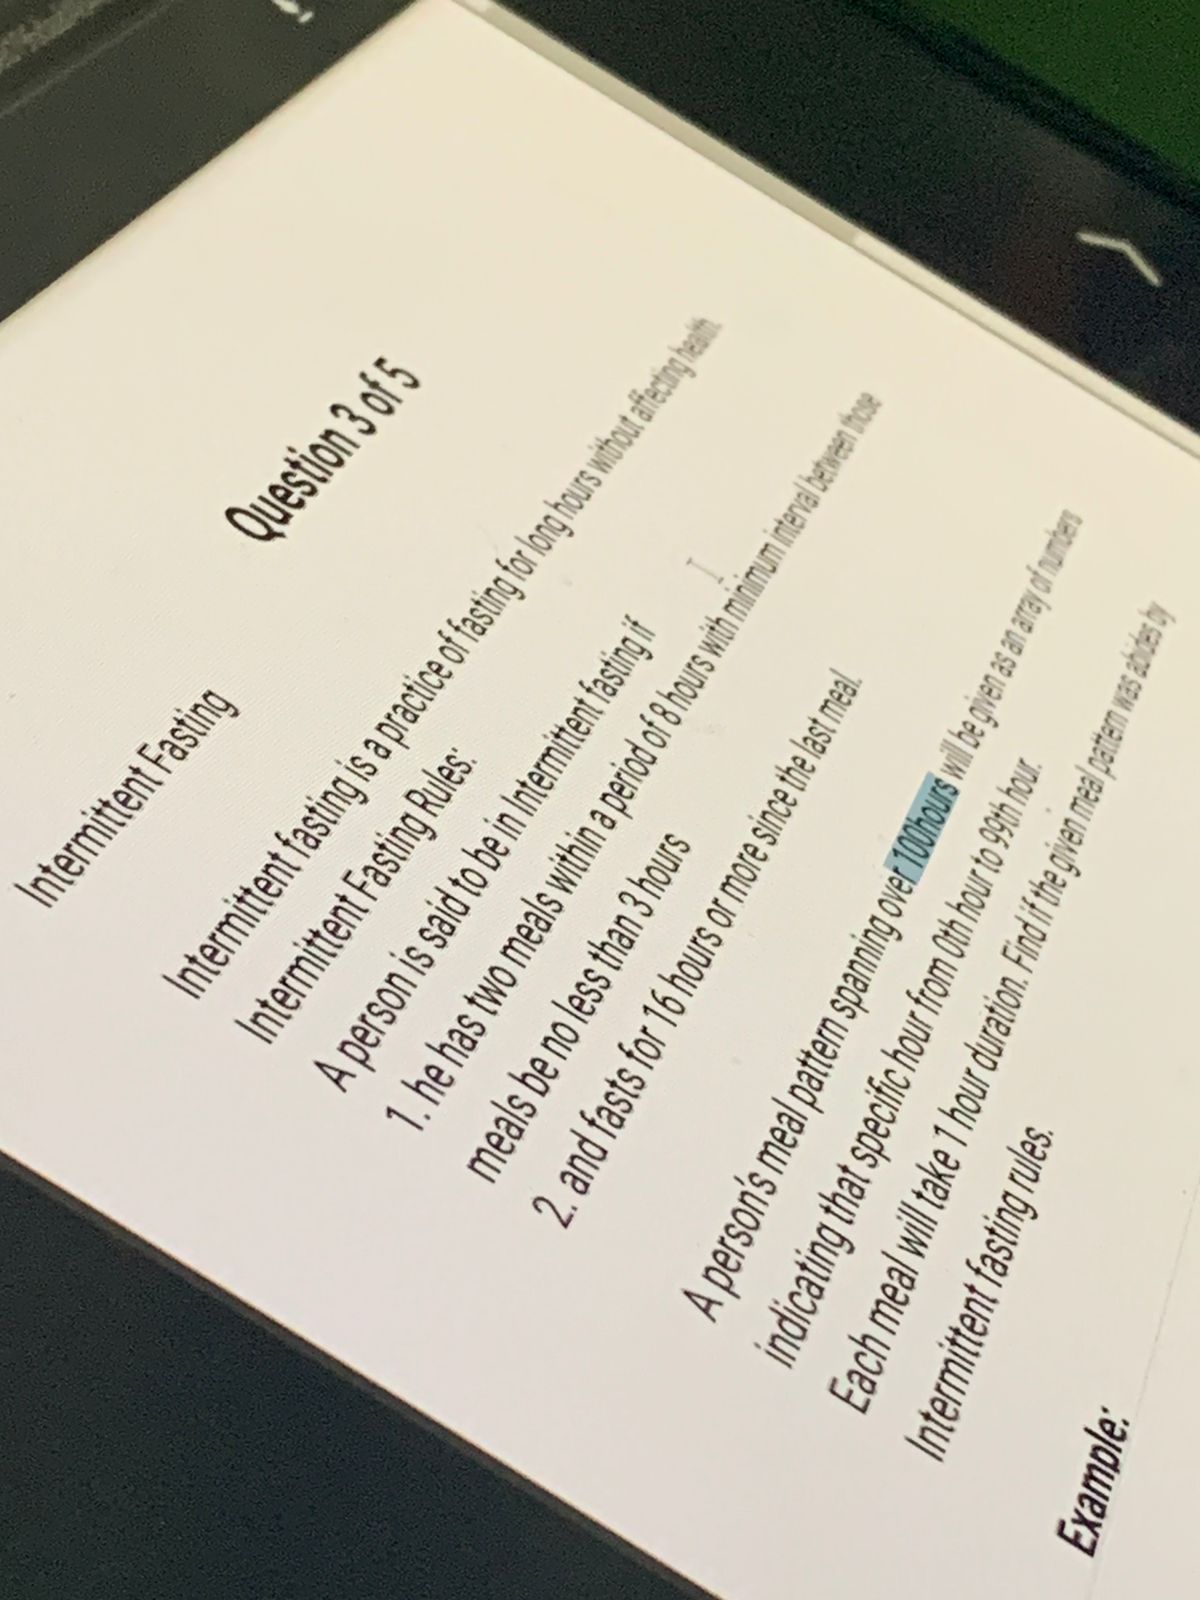 Question 3 of 5
Intermittent Fasting
Intermittent fasting is a practice of fasting for long hours without affecting health.
Intermittent Fasting Rules:
A person is said to be in Intermittent fasting if
1. he has two meals within a period of 8 hours with minimum interval between those
meals be no less than 3 hours
2. and fasts for 16 hours or more since the last meal.
A person's meal pattern spanning over 100hours will be given as an array of numbers
indicating that specific hour from 0th hour to 99th hour.
Each meal will take 1 hour duration. Find if the given meal pattern was abides by
Intermittent fasting rules.
Example: